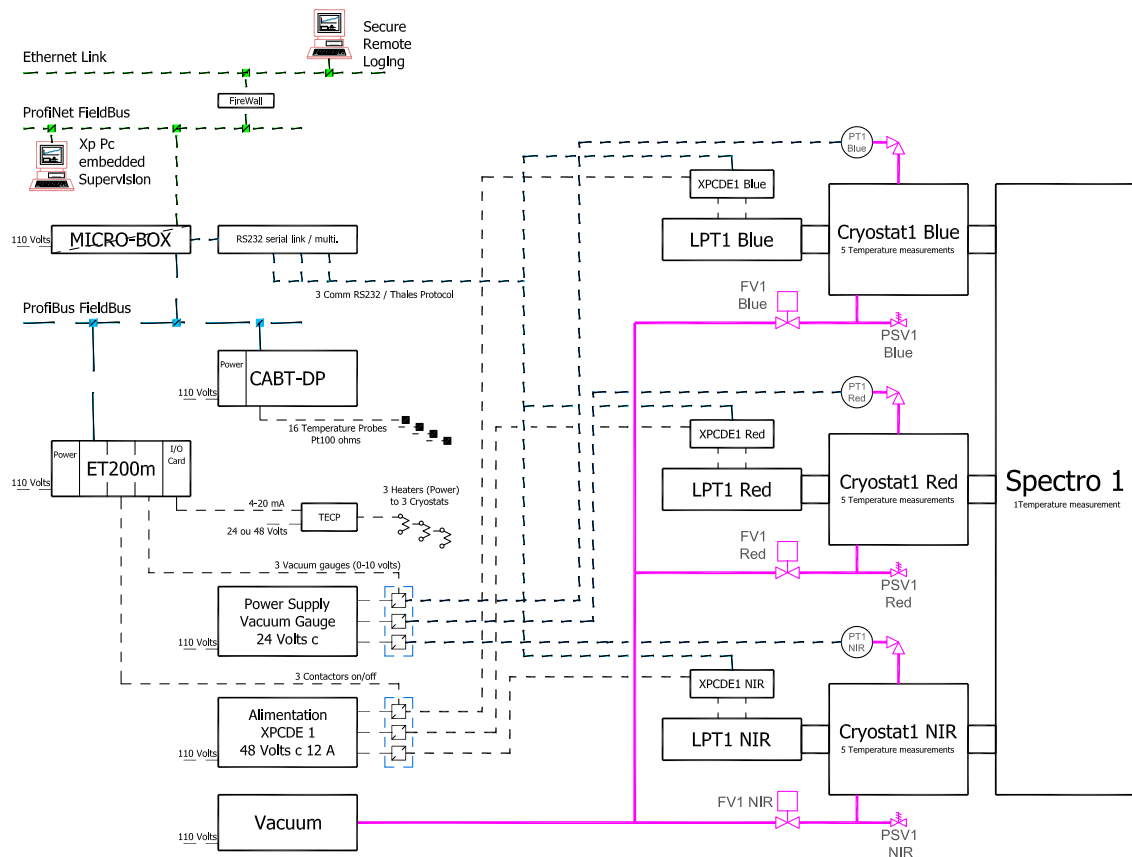 Secure
Remote
Loging
Ethernet Link
FireWall
ProfiNet FieldBus
Xp Pc
embedded
Supervision
PT1
Blue
XPCDE1 Blue
110 Volts
MICRO-BOX
RS232 serial link / multi.
LPT1 Blue
Cryostat1 Blue
5 Temperature measurements
3 Comm RS232 / Thales Protocol
FV1
Blue
ProfiBus FieldBus
PSV1
Blue
Power
CABT-DP
110 Volts
PT1
Red
16 Temperature Probes
Pt100 ohms
XPCDE1 Red
Power
ET200m
I/O
Card
110 Volts
LPT1 Red
Cryostat1 Red
5 Temperature measurements
Spectro 1
1Temperature measurement
3 Heaters (Power)
to 3 Cryostats
4-20 mA
TECP
24 ou 48 Volts
FV1
Red
3 Vacuum gauges (0-10 volts)
PSV1
Red
Power Supply
Vacuum Gauge
24 Volts c
110 Volts
PT1
NIR
3 Contactors on/off
XPCDE1 NIR
Alimentation
XPCDE 1
48 Volts c 12 A
110 Volts
LPT1 NIR
Cryostat1 NIR
5 Temperature measurements
FV1 NIR
Vacuum
110 Volts
PSV1
NIR